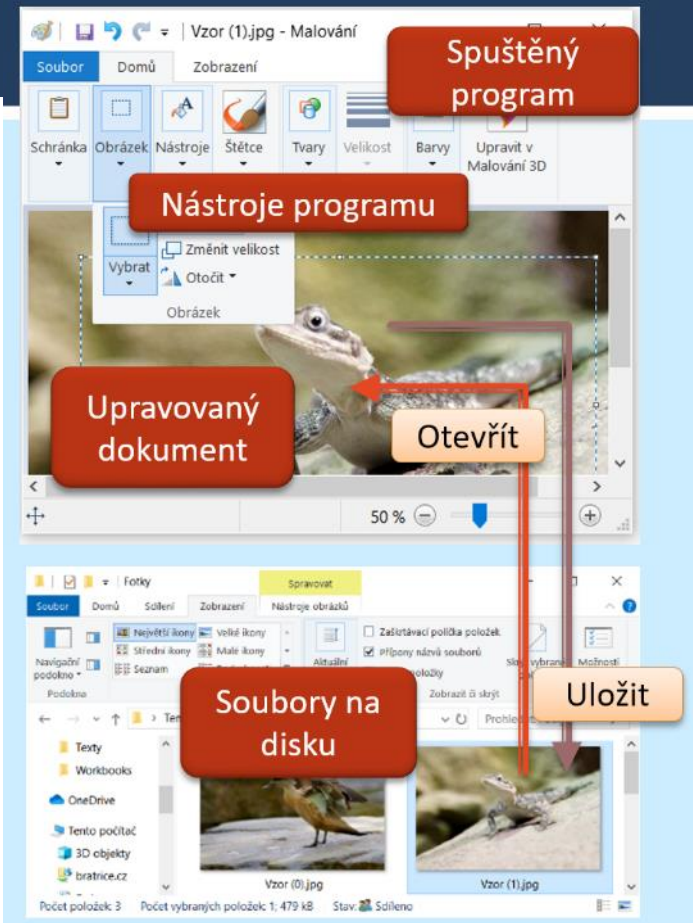 Vzor (1).jpg - Malování
Spuštěný
program
Soubor Domů Zobrazení
Schránka Obrázek Nástroje Štětce Tvary Velikost Barvy Upravit v
Malování 3D
Nástroje programu
Změnit velikost
Vybrat
Otočit
Obrázek
Upravovaný
dokument
Otevřít
50 %
Fotky Spravovat
Soubor Domů Sdílení Zobrazení Nástroje obrázků
Největší ikony Velké ikony Zaškrtávací políčka položek
Navigační
podokno
Střední ikony Malé ikony Přípony názvů souborů
Seznam Aktuální položky Možnosti
Podokna Zobrazit či skrýt
Soubory na
disku
Uložit
Texty
Workbooks
OneDrive
Tento počítač
3D objekty
bratrice.cz
Vzor (0).jpg Vzor (1).jpg
Počet položek: 3 Počet vybraných položek: 1; 479 kB Stav: Sdíleno